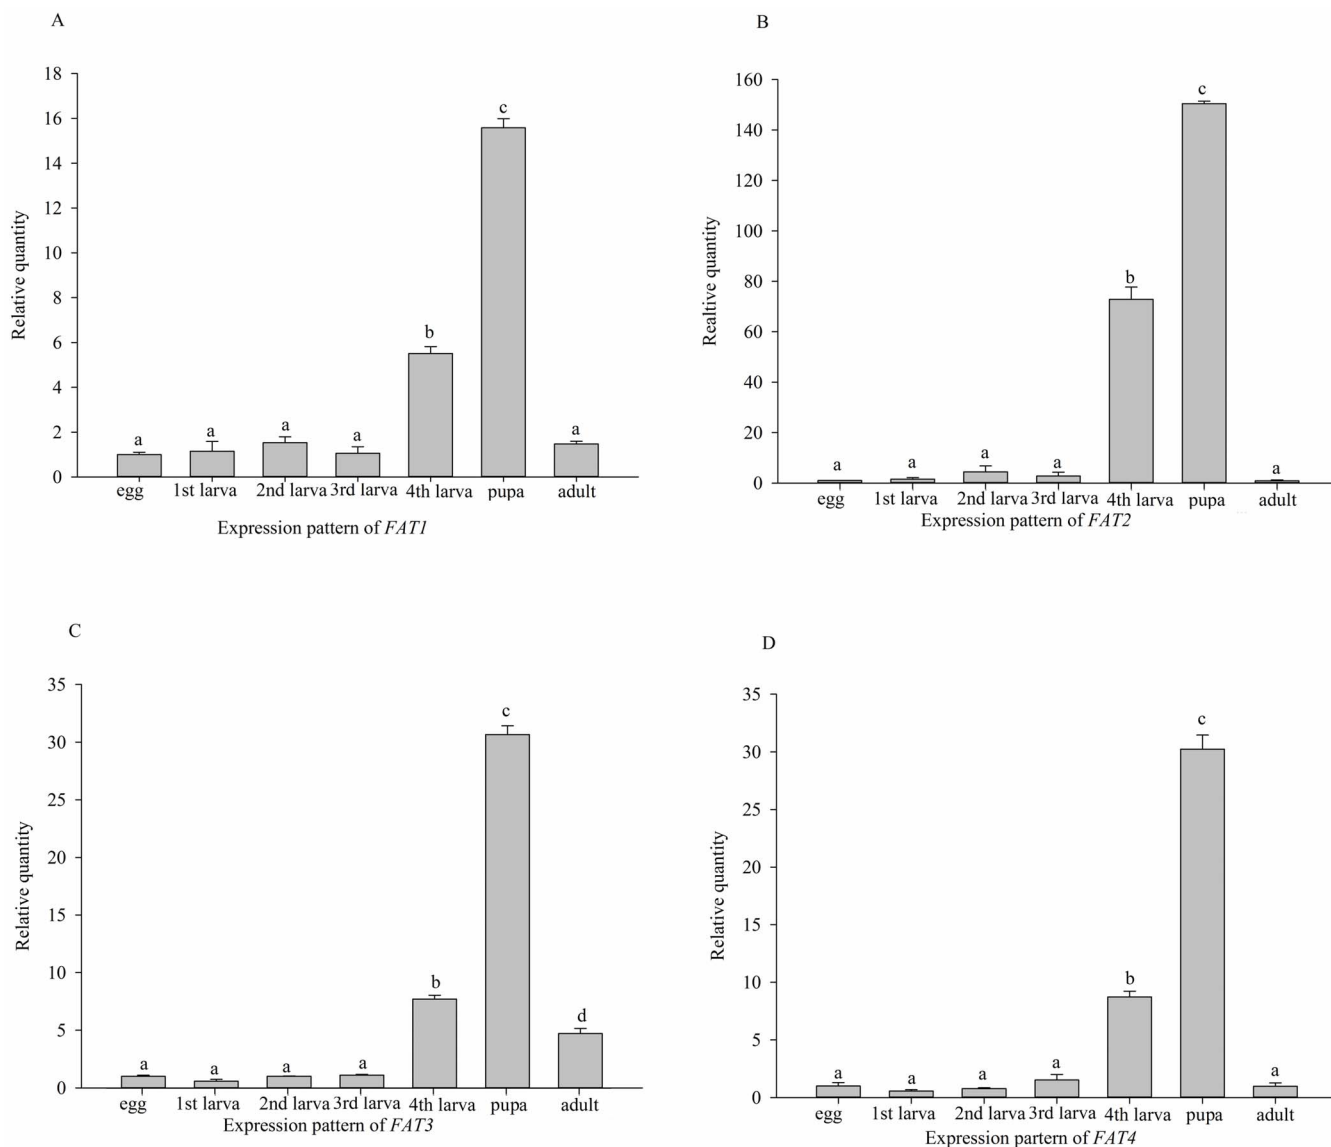 A
18
16
14
12
10
8
6
4
2
0
Relative quantity
a
a
a
a
b
c
a
egg 1st larva 2nd larva 3rd larva 4th larva pupa adult
Expression pattern of FAT1
B
160
140
120
100
80
60
40
20
0
Realtive quantity
a
a
a
a
b
c
a
egg 1st larva 2nd larva 3rd larva 4th larva pupa adult
Expression pattern of FAT2
C
35
30
25
20
15
10
5
0
Relative quantity
a
a
a
a
b
c
d
egg 1st larva 2nd larva 3rd larva 4th larva pupa adult
Expression pattern of FAT3
D
35
30
25
20
15
10
5
0
Relative quantity
a
a
a
a
b
c
a
egg 1st larva 2nd larva 3rd larva 4th larva pupa adult
Expression partern of FAT4